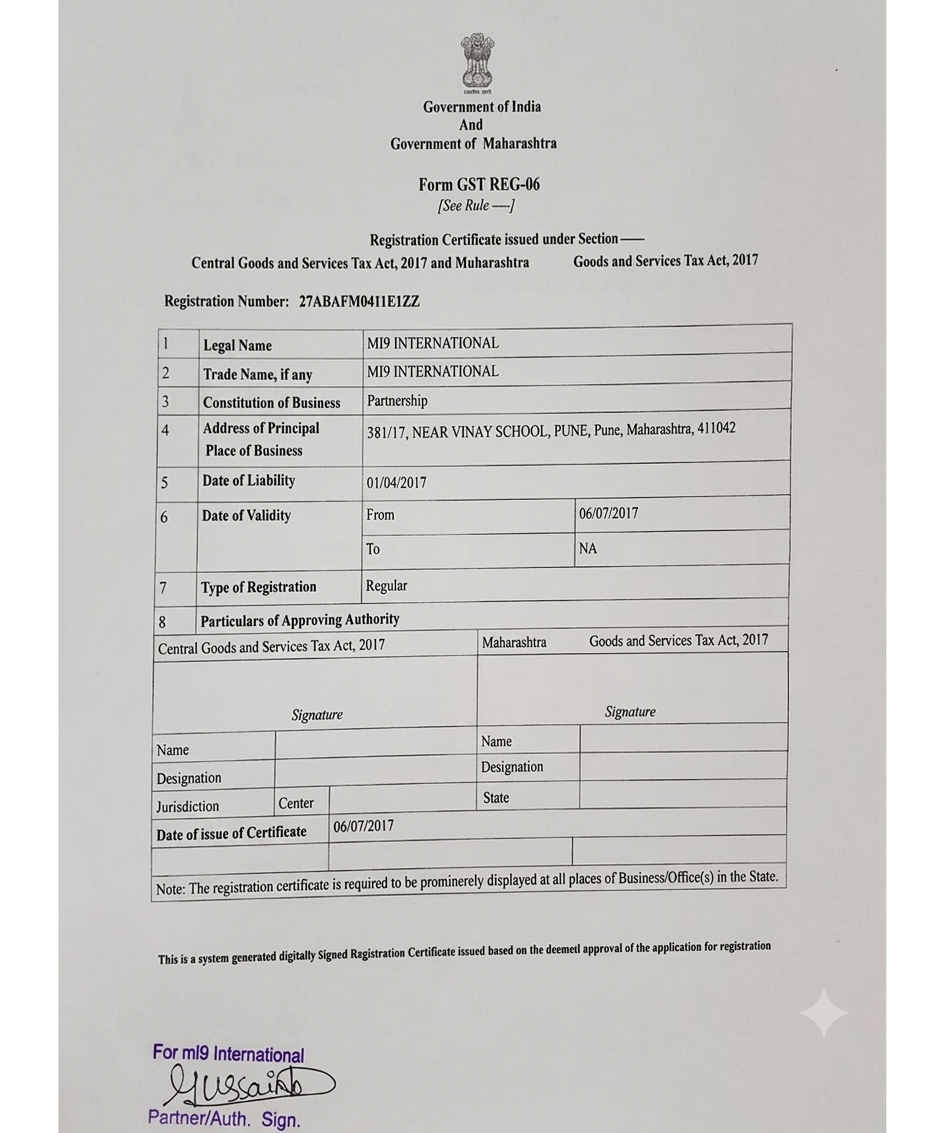 Government of India
And
Government of Maharashtra
Form GST REG-06
[See Rule —]
Registration Certificate issued under Section —
Central Goods and Services Tax Act, 2017 and Muharashtra Goods and Services Tax Act, 2017
Registration Number: 27ABAFM0411E1ZZ
1 Legal Name MI9 INTERNATIONAL
2 Trade Name, if any MI9 INTERNATIONAL
3 Constitution of Business Partnership
4 Address of Principal 381/17, NEAR VINAY SCHOOL, PUNE, Pune, Maharashtra, 411042
Place of Business
5 Date of Liability 01/04/2017
6 Date of Validity From 06/07/2017
To NA
7 Type of Registration Regular
8 Particulars of Approving Authority
Central Goods and Services Tax Act, 2017 Maharashtra Goods and Services Tax Act, 2017
Signature Signature
Name Name
Designation Designation
Jurisdiction Center State
Date of issue of Certificate 06/07/2017
Note: The registration certificate is required to be prominerely displayed at all places of Business/Office(s) in the State.
This is a system generated digitally Signed Registration Certificate issued based on the deemetl approval of the application for registration
For mI9 International
Partner/Auth. Sign.